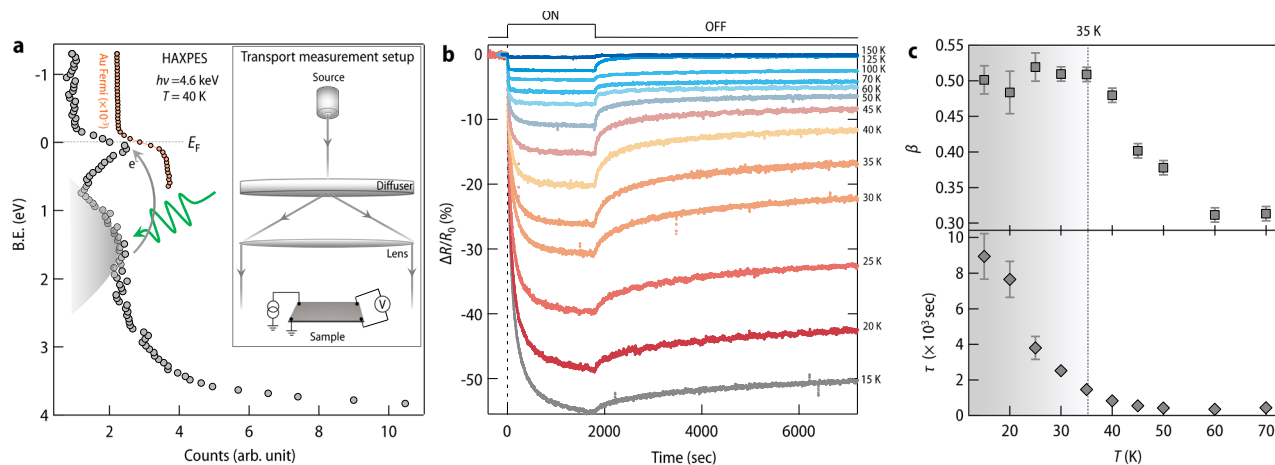 a
HAXPES
hν =4.6 keV
T = 40 K
Au Fermi (×10⁻³)
E_F
e⁻
-1
0
1
2
3
4
B.E. (eV)
2
4
6
8
10
Counts (arb. unit)
Transport measurement setup
Source
Diffuser
Lens
V
Sample
b
ON
OFF
0
-10
-20
-30
-40
-50
ΔR/R₀ (%)
150 K
125 K
100 K
70 K
60 K
50 K
45 K
40 K
35 K
30 K
25 K
20 K
15 K
0
2000
4000
6000
Time (sec)
c
35 K
0.55
0.50
0.45
0.40
0.35
0.30
β
10
8
6
4
2
0
τ (× 10³ sec)
20
30
40
50
60
70
T (K)